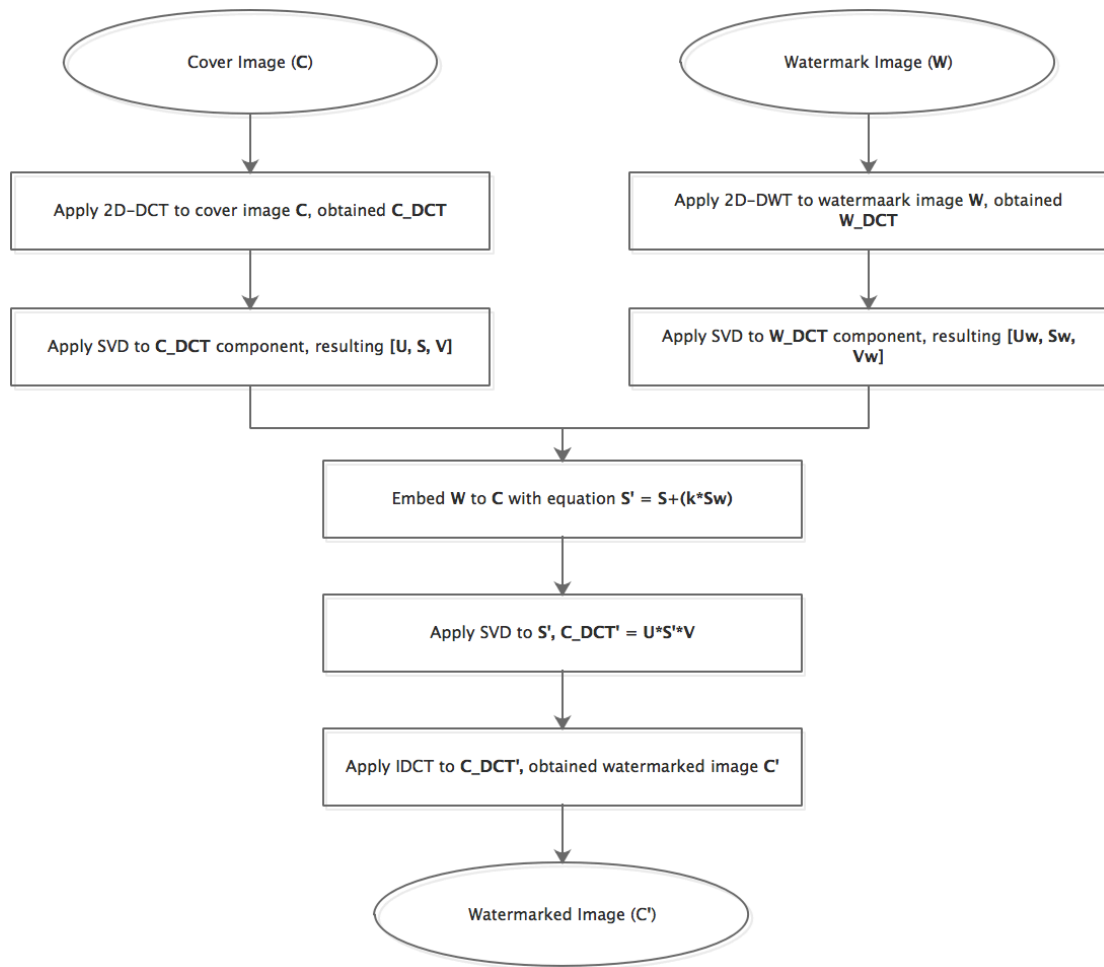 Cover Image (C)
Watermark Image (W)
Apply 2D-DCT to cover image C, obtained C_DCT
Apply 2D-DWT to watermaark image W, obtained
W_DCT
Apply SVD to C_DCT component, resulting [U, S, V]
Apply SVD to W_DCT component, resulting [Uw, Sw,
Vw]
Embed W to C with equation S' = S+(k*Sw)
Apply SVD to S', C_DCT' = U*S'*V
Apply IDCT to C_DCT', obtained watermarked image C'
Watermarked Image (C')